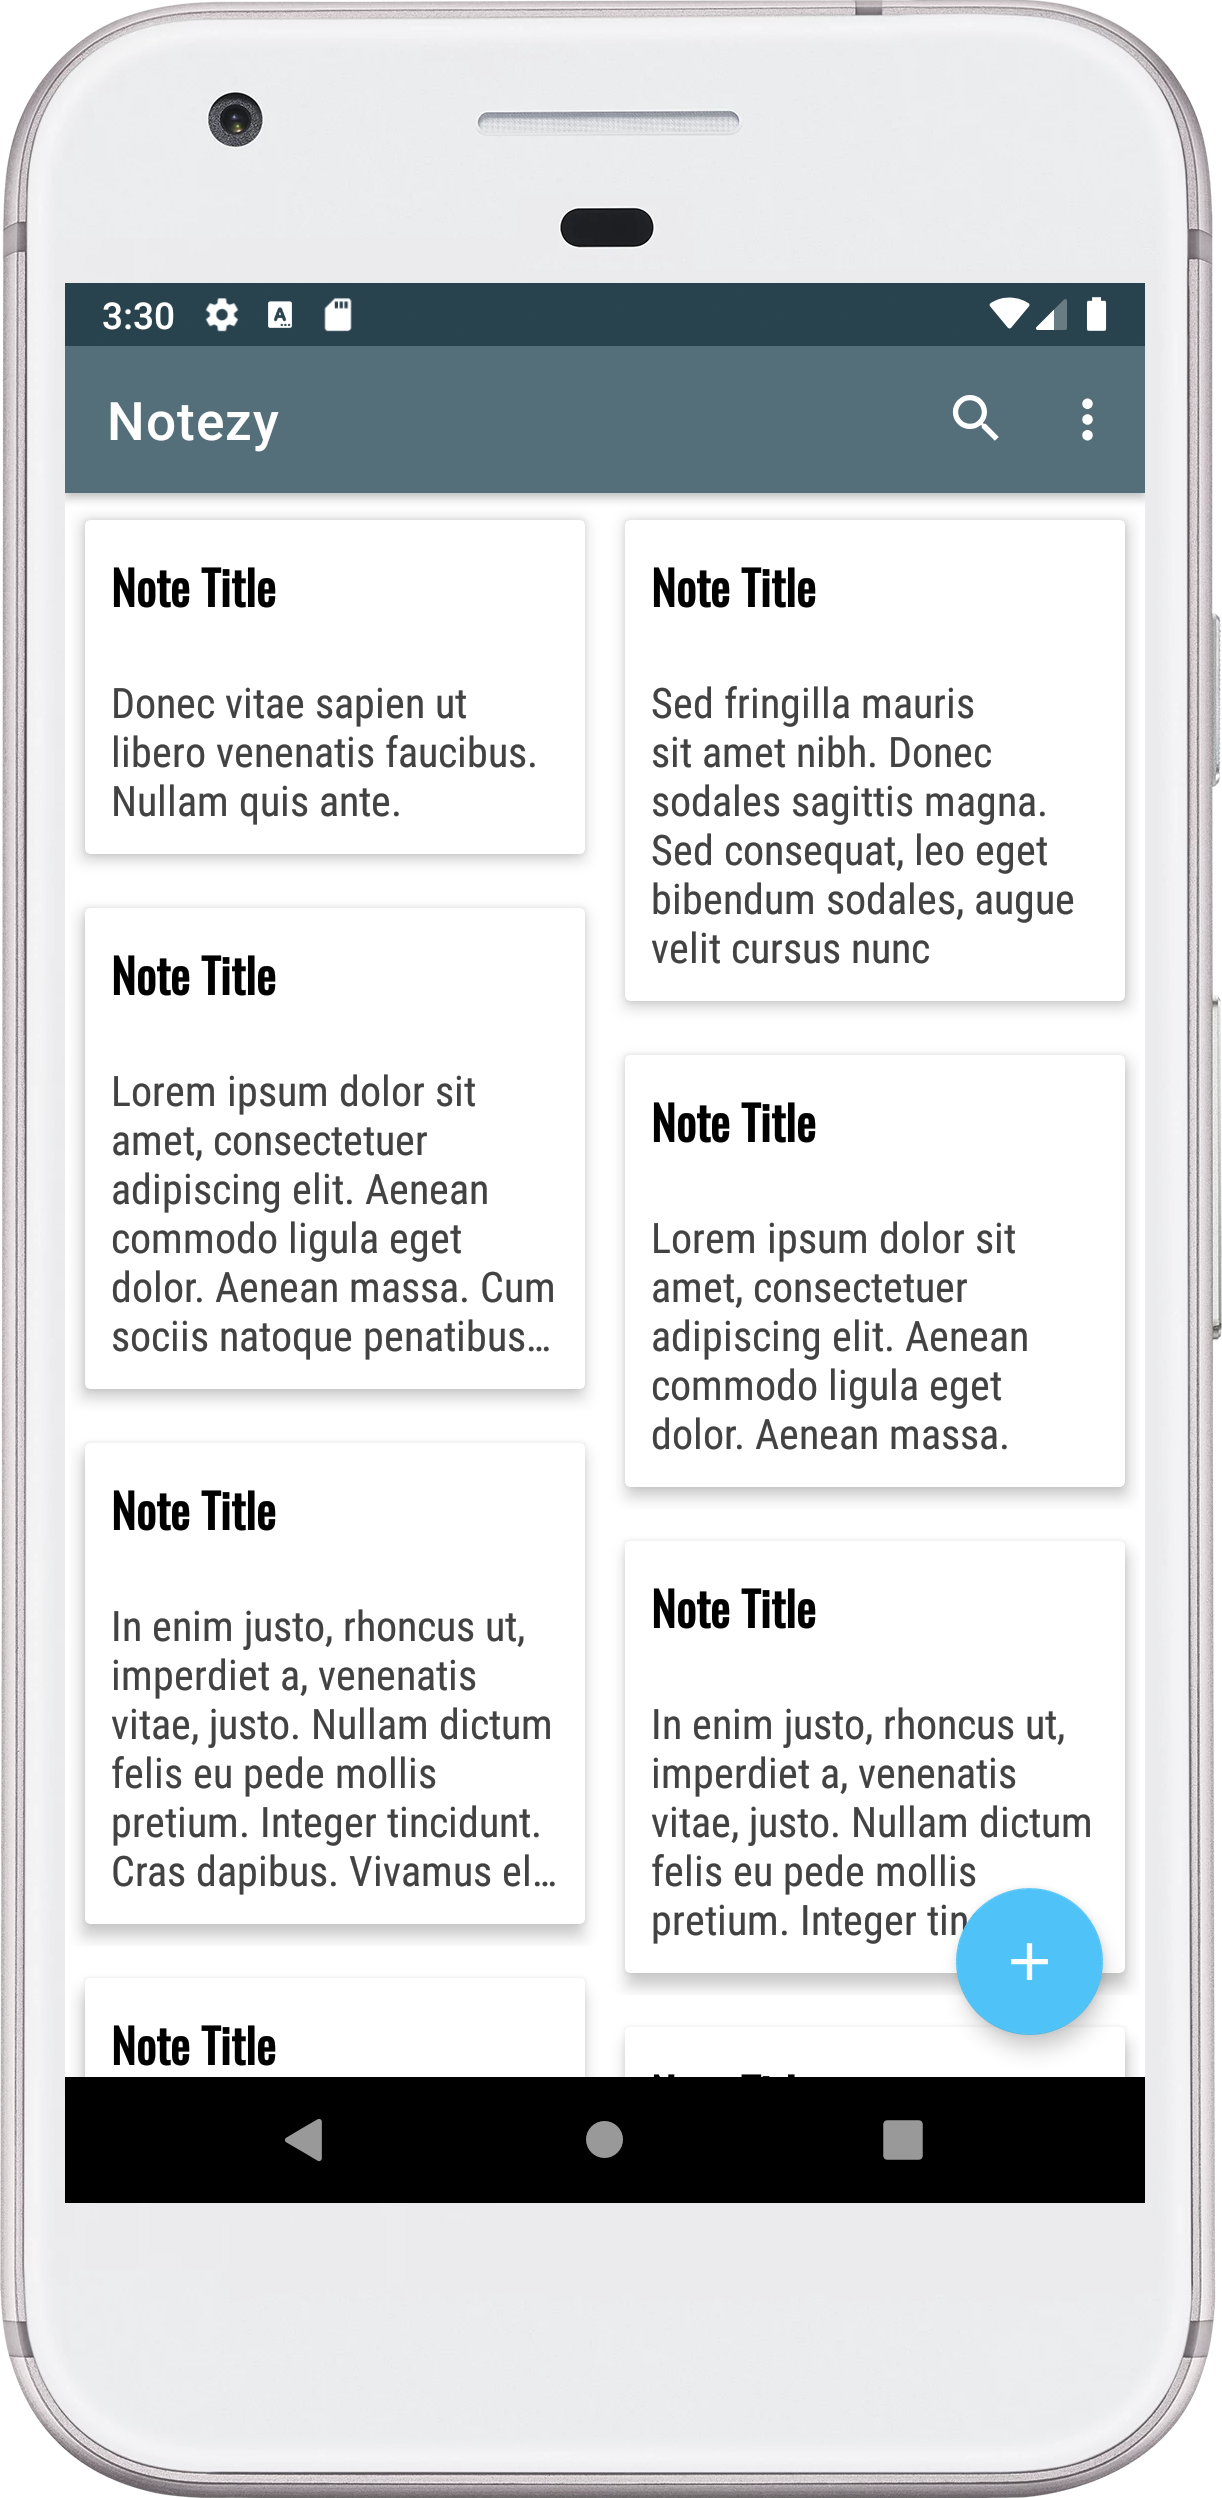 3:30
Notezy
Note Title
Donec vitae sapien ut
libero venenatis faucibus.
Nullam quis ante.
Note Title
Lorem ipsum dolor sit
amet, consectetuer
adipiscing elit. Aenean
commodo ligula eget
dolor. Aenean massa. Cum
sociis natoque penatibus...
Note Title
In enim justo, rhoncus ut,
imperdiet a, venenatis
vitae, justo. Nullam dictum
felis eu pede mollis
pretium. Integer tincidunt.
Cras dapibus. Vivamus el...
Note Title
Note Title
Sed fringilla mauris
sit amet nibh. Donec
sodales sagittis magna.
Sed consequat, leo eget
bibendum sodales, augue
velit cursus nunc
Note Title
Lorem ipsum dolor sit
amet, consectetuer
adipiscing elit. Aenean
commodo ligula eget
dolor. Aenean massa.
Note Title
In enim justo, rhoncus ut,
imperdiet a, venenatis
vitae, justo. Nullam dictum
felis eu pede mollis
pretium. Integer tin